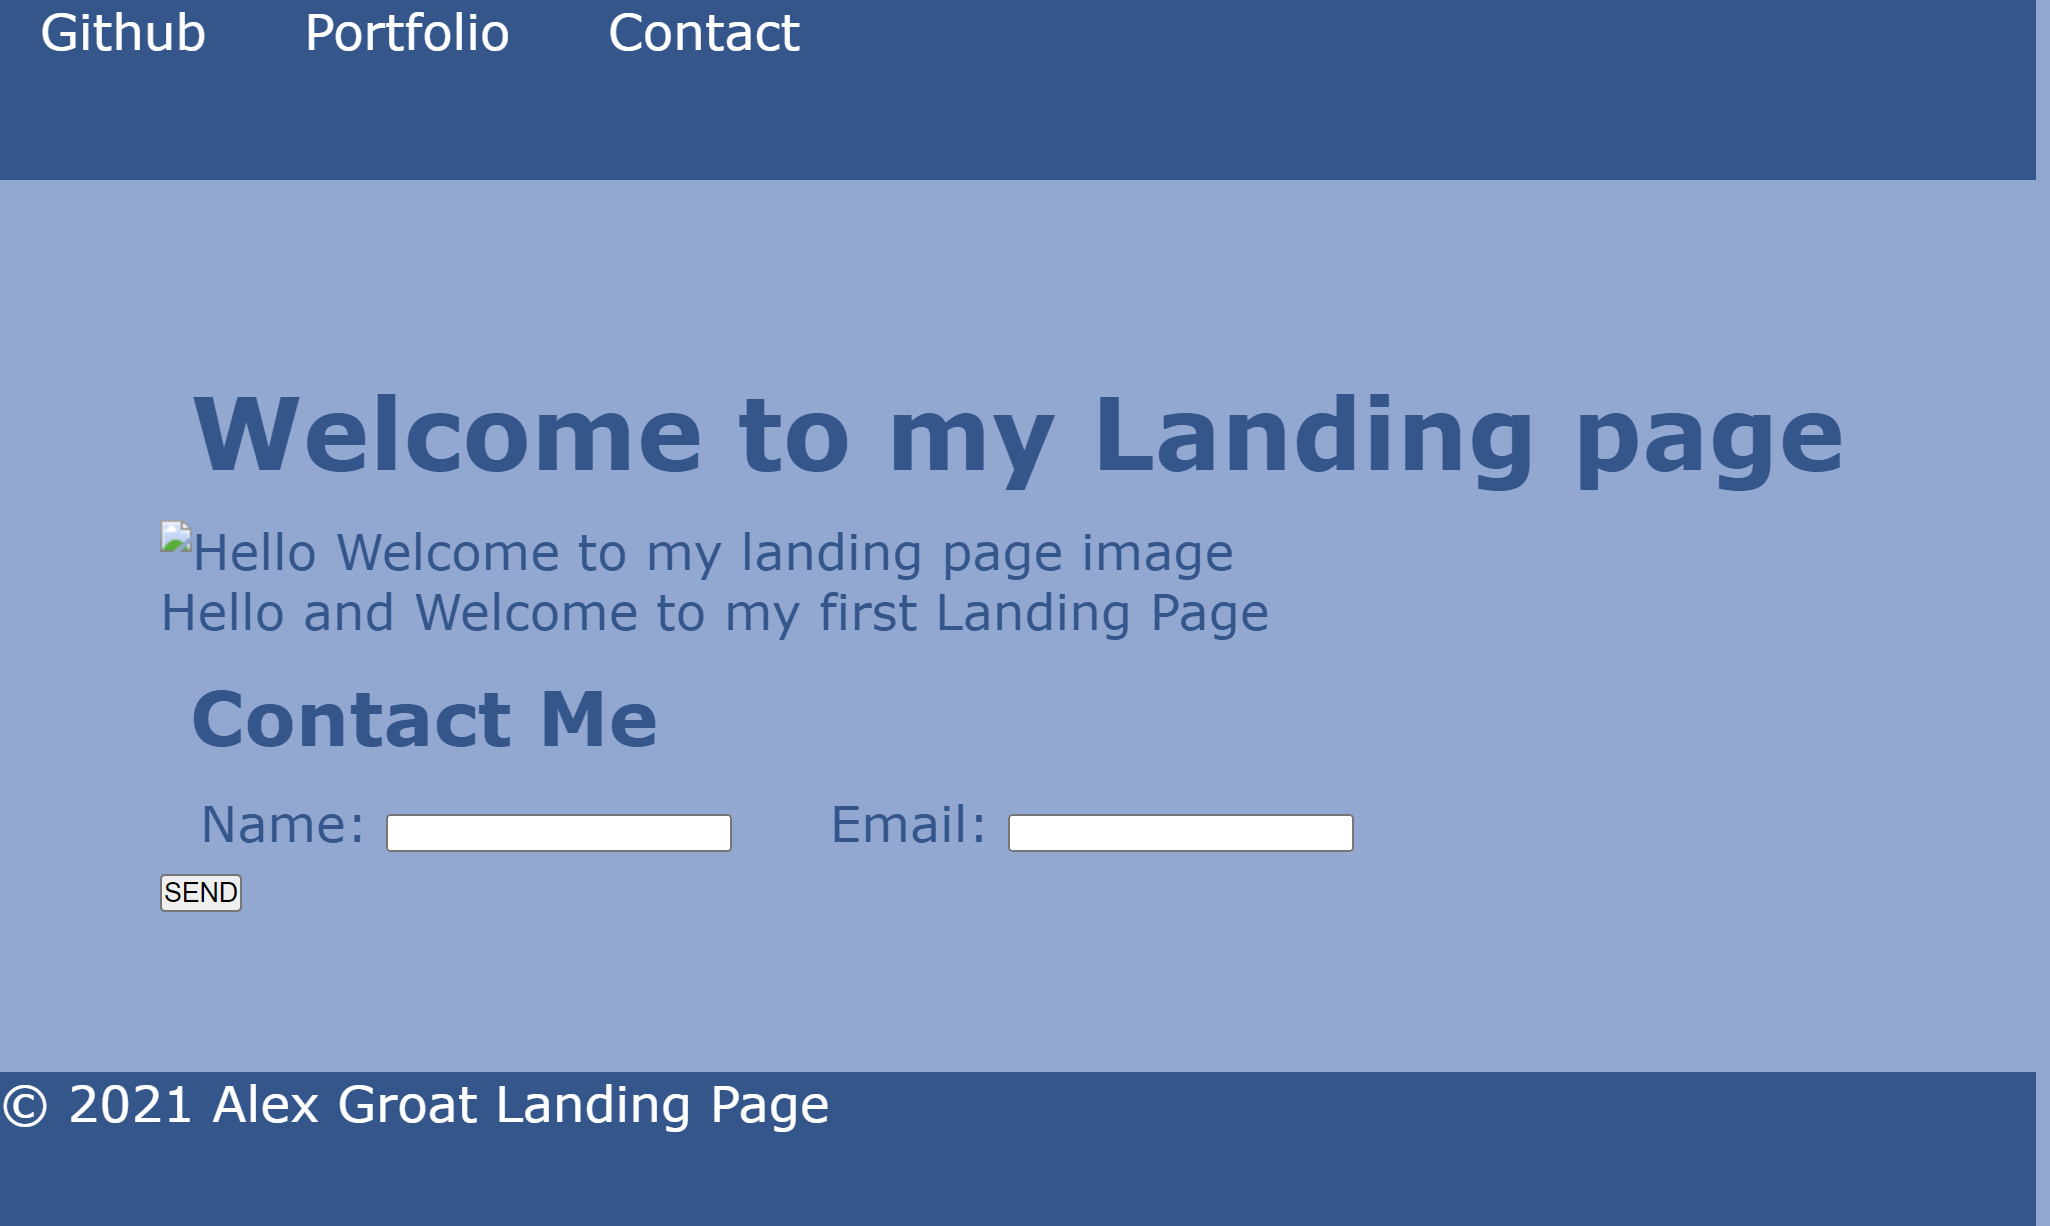 Github Portfolio Contact
Welcome to my Landing page
Hello Welcome to my landing page image
Hello and Welcome to my first Landing Page
Contact Me
Name: Email:
SEND
© 2021 Alex Groat Landing Page